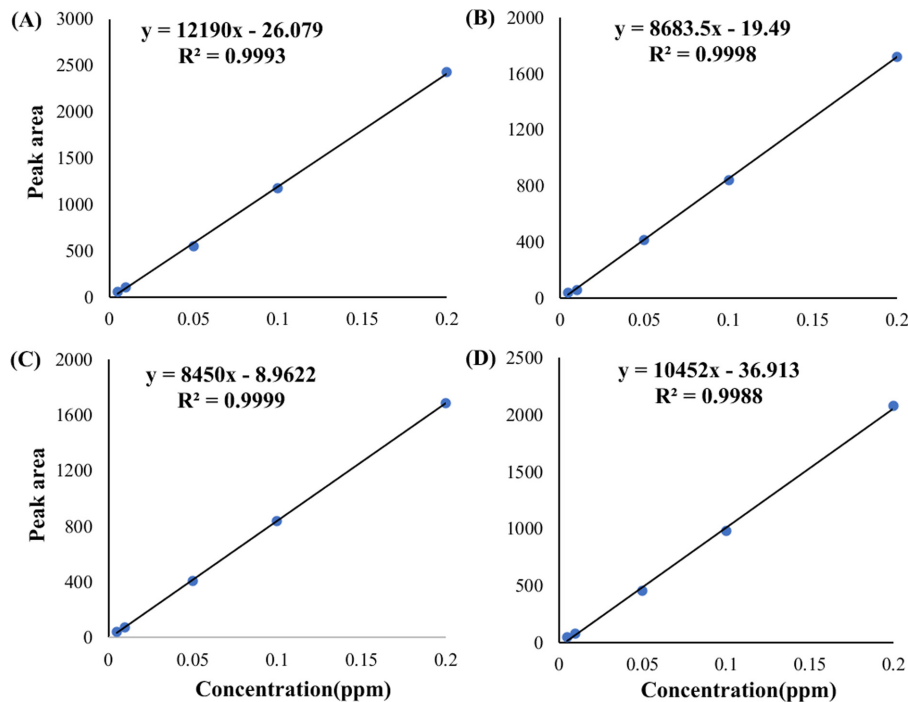 (A)
y = 12190x - 26.079
R² = 0.9993
Peak area
3000
2500
2000
1500
1000
500
0
0 0.05 0.1 0.15 0.2
(B)
y = 8683.5x - 19.49
R² = 0.9998
2000
1600
1200
800
400
0
0 0.05 0.1 0.15 0.2
(C)
y = 8450x - 8.9622
R² = 0.9999
Peak area
2000
1600
1200
800
400
0
0 0.05 0.1 0.15 0.2
Concentration(ppm)
(D)
y = 10452x - 36.913
R² = 0.9988
2500
2000
1500
1000
500
0
0 0.05 0.1 0.15 0.2
Concentration(ppm)